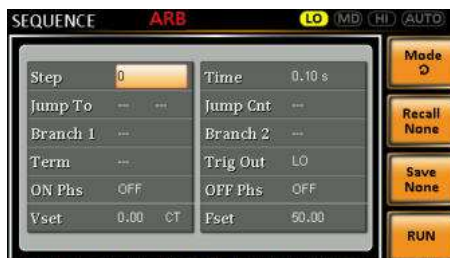 SEQUENCE ARB LO MD HI AUTO
Step 0 Time 0.10 s
Jump To --- --- Jump Cnt ---
Branch 1 --- Branch 2 ---
Term --- Trig Out LO
ON Phs OFF OFF Phs OFF
Vset 0.00 CT Fset 50.00
Mode
Recall
None
Save
None
RUN